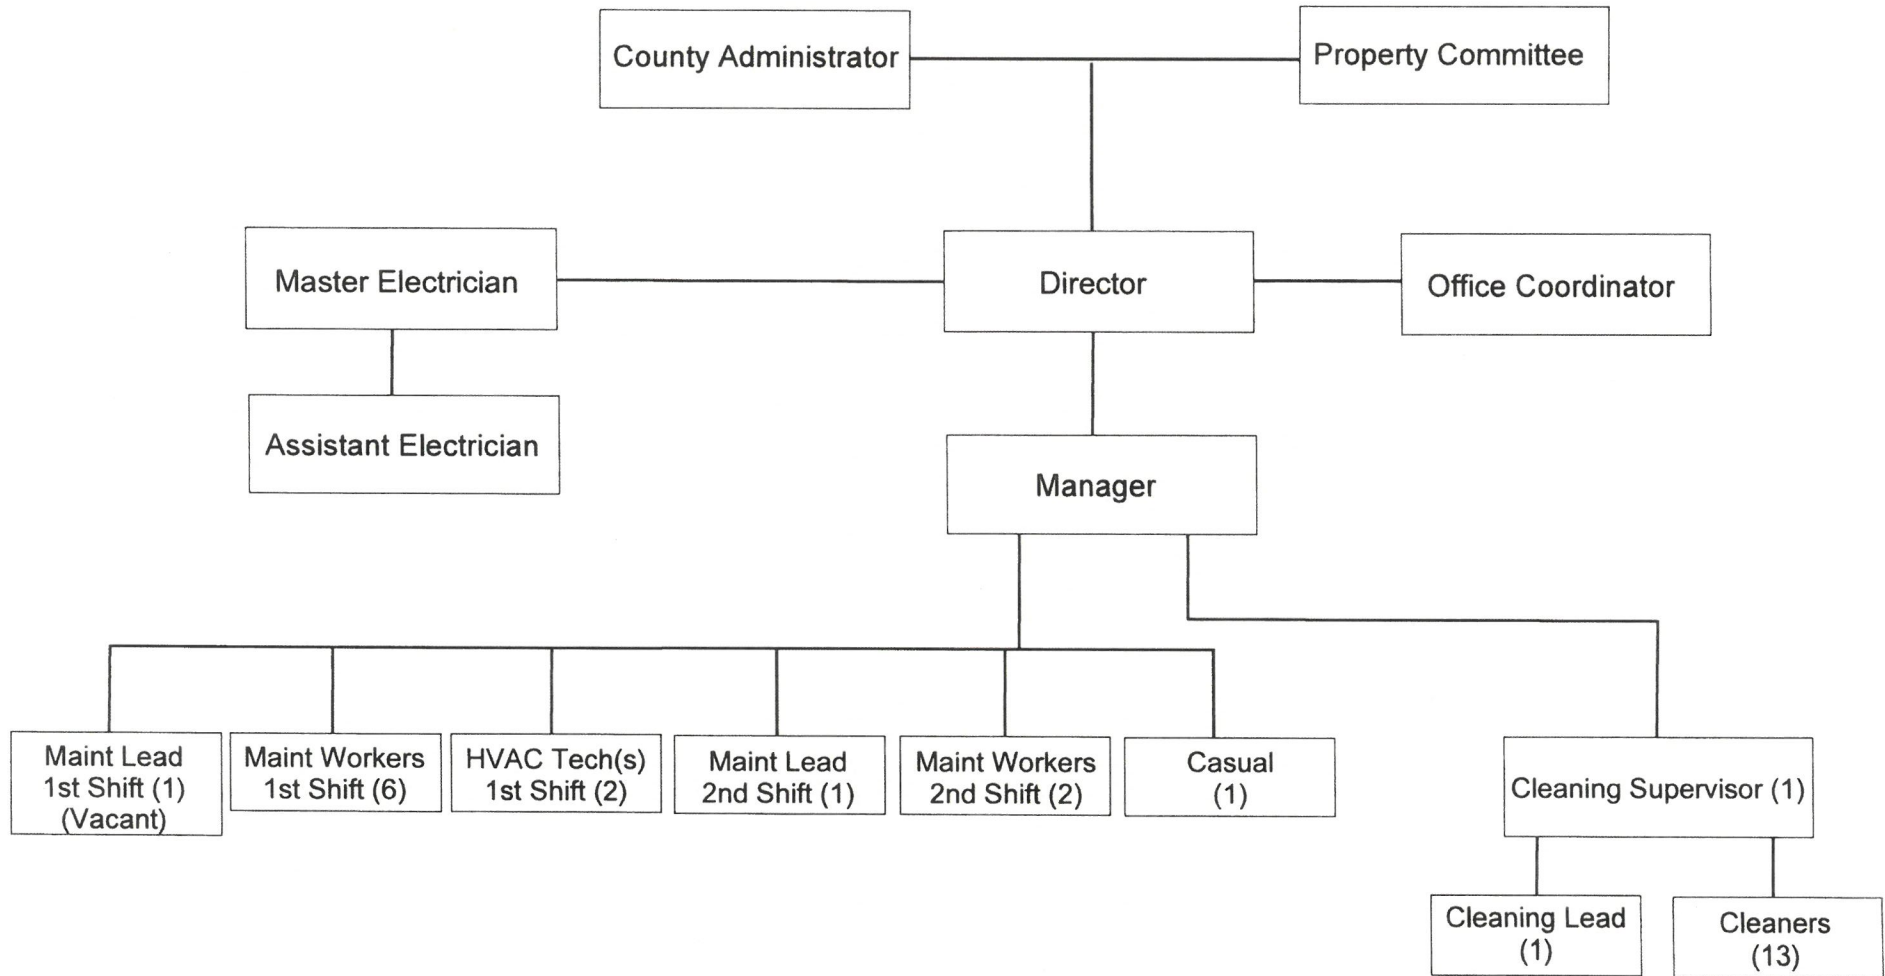 County Administrator
Property Committee
Master Electrician
Director
Office Coordinator
Assistant Electrician
Manager
Maint Lead
1st Shift (1)
(Vacant)
Maint Workers
1st Shift (6)
HVAC Tech(s)
1st Shift (2)
Maint Lead
2nd Shift (1)
Maint Workers
2nd Shift (2)
Casual
(1)
Cleaning Supervisor (1)
Cleaning Lead
(1)
Cleaners
(13)